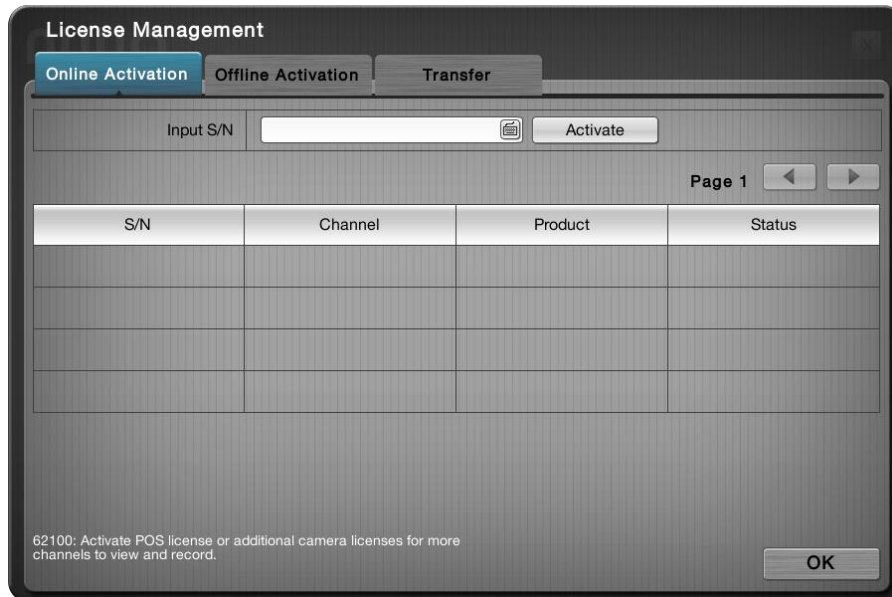 License Management
Online Activation Offline Activation Transfer
Input S/N Activate
Page 1
S/N Channel Product Status
62100: Activate POS license or additional camera licenses for more
channels to view and record.
OK